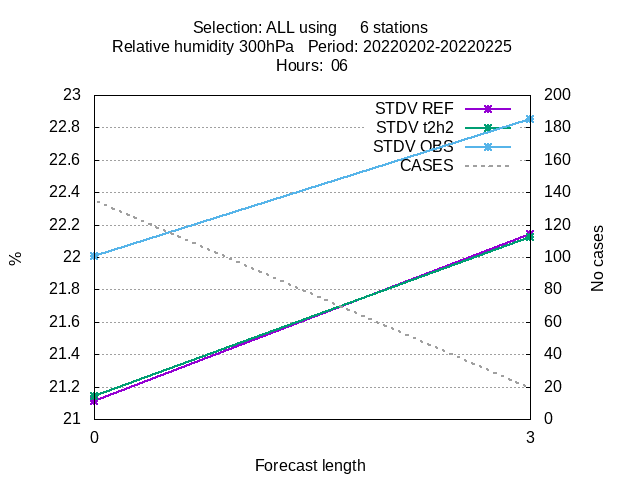 Selection: ALL using 6 stations
Relative humidity 300hPa Period: 20220202-20220225
Hours: 06
23
22.8
22.6
22.4
22.2
22
21.8
21.6
21.4
21.2
21
%
STDV REF
STDV t2h2
STDV OBS
CASES
200
180
160
140
120
100
80
60
40
20
0
No cases
0 3
Forecast length